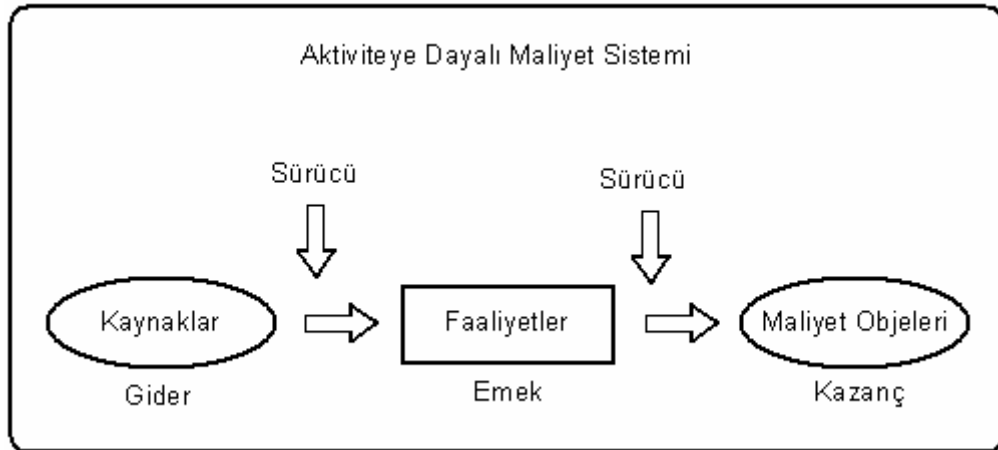 Aktiviteye Dayalı Maliyet Sistemi
Sürücü
Sürücü
Kaynaklar
Faaliyetler
Maliyet Objeleri
Gider
Emek
Kazanç